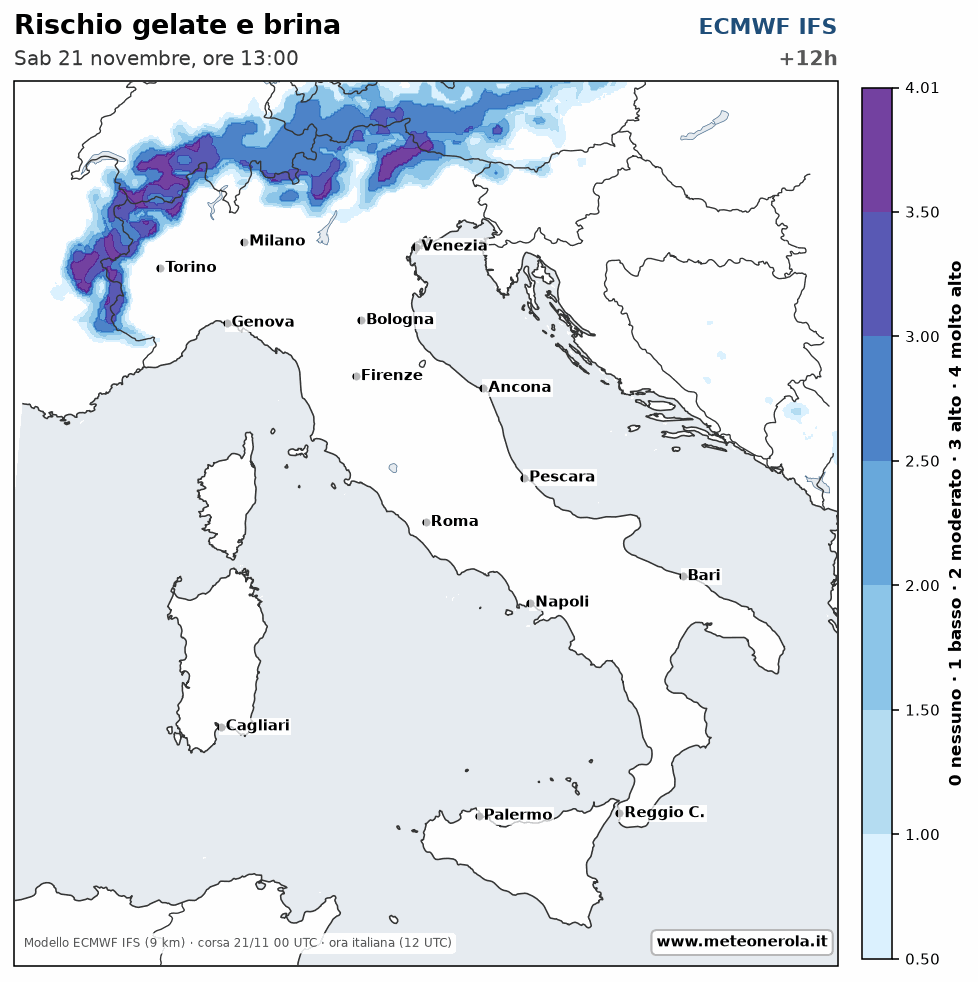 Rischio gelate e brina
ECMWF IFS
Sab 21 novembre, ore 13:00
+12h
4.01
3.50
3.00
2.50
2.00
1.50
1.00
0.50
0 nessuno · 1 basso · 2 moderato · 3 alto · 4 molto alto
Milano
Venezia
Torino
Genova
Bologna
Firenze
Ancona
Pescara
Roma
Bari
Napoli
Cagliari
Palermo
Reggio C.
Modello ECMWF IFS (9 km) · corsa 21/11 00 UTC · ora italiana (12 UTC)
www.meteonerola.it